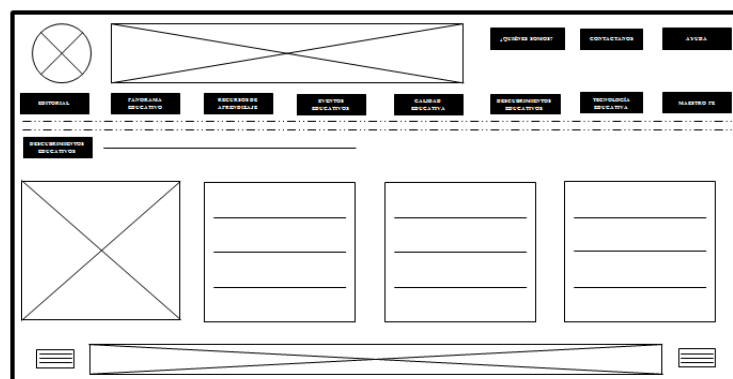 ¿QUIÉNES SOMOS?
CONTACTANOS
AYUDA
EDITORIAL
PANORAMA
EDUCATIVO
RECURSOS DE
APRENDIZAJE
EVENTOS
EDUCATIVOS
CALIDAD
EDUCATIVA
DESCUBRIMIENTOS
EDUCATIVOS
TECNOLOGÍA
EDUCATIVA
MAESTRO FE
DESCUBRIMIENTOS
EDUCATIVOS